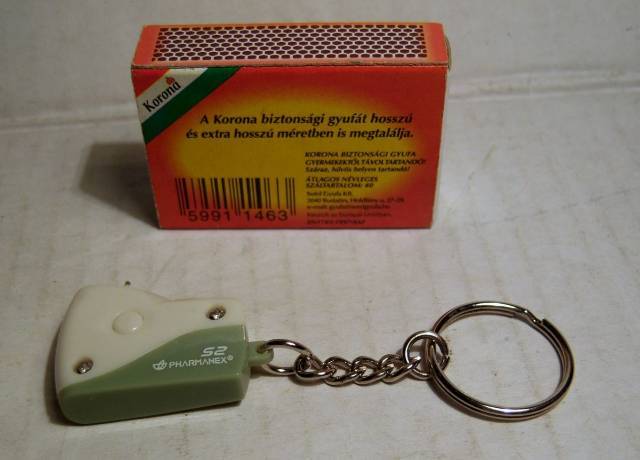 Korona
A Korona biztonsági gyufát hosszú
és extra hosszú méretben is megtalálja.
KORONA BIZTONSÁGI GYUFA
GYERMEKEKTŐL TÁVOL TARTANDÓ!
Száraz, hűvös helyen tartandó!
ÁTLAGOS NÉVLEGES
SZÁLTARTALOM: 40
5991 1463
S2
PHARMANEX®